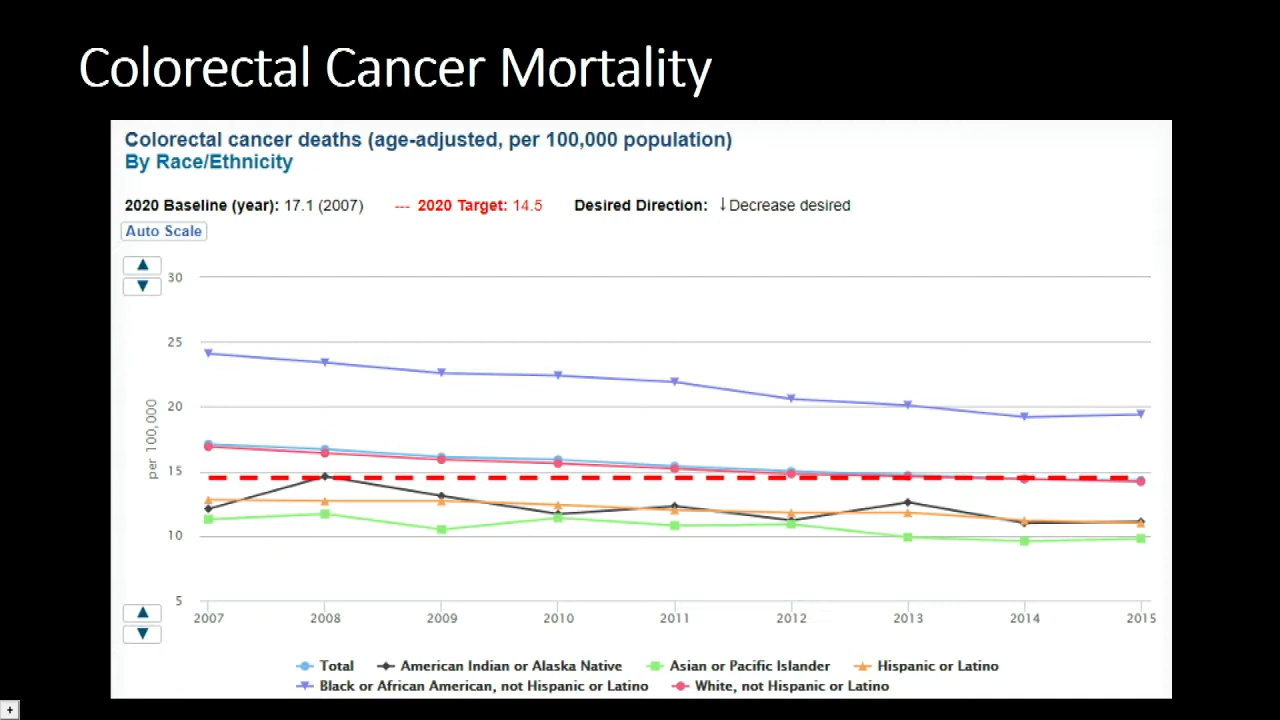 Colorectal Cancer Mortality
Colorectal cancer deaths (age-adjusted, per 100,000 population)
By Race/Ethnicity
2020 Baseline (year): 17.1 (2007) --- 2020 Target: 14.5 Desired Direction: ↓Decrease desired
Auto Scale
30
25
20
15
10
5
per 100,000
2007 2008 2009 2010 2011 2012 2013 2014 2015
Total American Indian or Alaska Native Asian or Pacific Islander Hispanic or Latino
Black or African American, not Hispanic or Latino White, not Hispanic or Latino
+